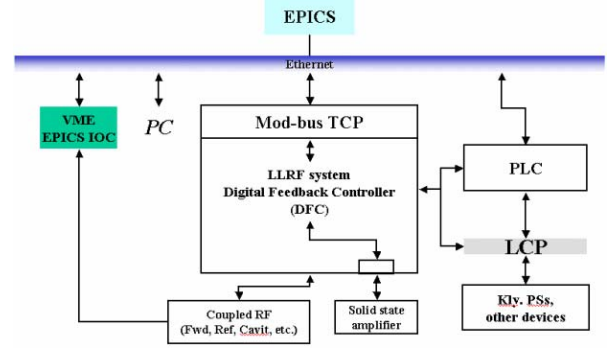 EPICS
Ethernet
VME
EPICS IOC
PC
Mod-bus TCP
LLRF system
Digital Feedback Controller
(DFC)
PLC
LCP
Coupled RF
(Fwd, Ref, Cavit, etc.)
Solid state
amplifier
Kly. PSs,
other devices